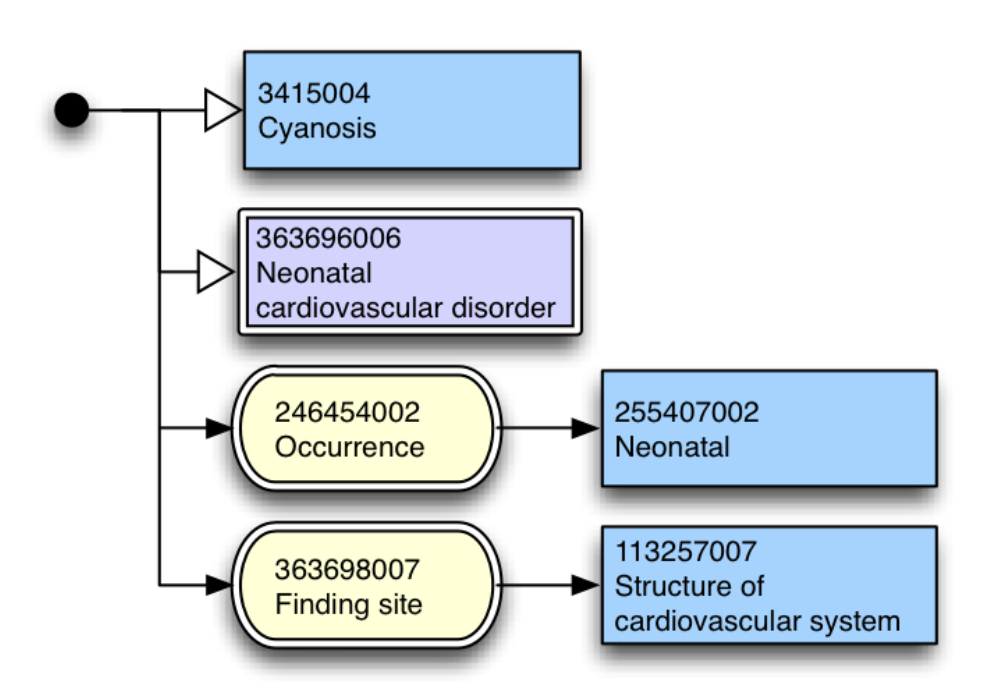 3415004
Cyanosis
363696006
Neonatal
cardiovascular disorder
246454002
Occurrence
255407002
Neonatal
363698007
Finding site
113257007
Structure of
cardiovascular system